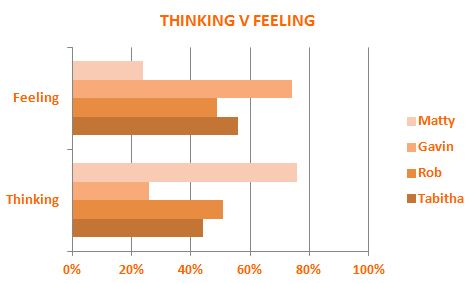 THINKING V FEELING
Feeling
Thinking
Matty
Gavin
Rob
Tabitha
0% 20% 40% 60% 80% 100%